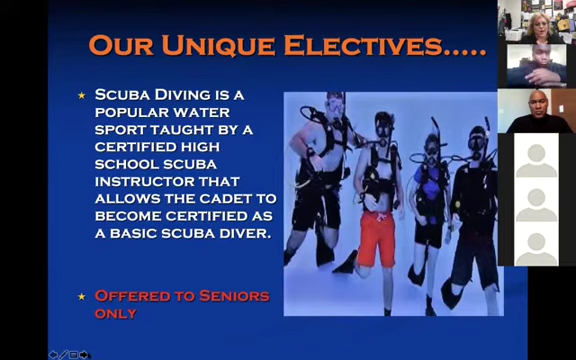 Our Unique Electives.....
Scuba Diving is a
popular water
sport taught by a
certified high
school scuba
instructor that
allows the cadet to
become certified as
a basic scuba diver.
Offered to Seniors
only